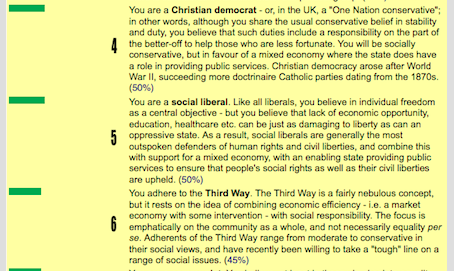 You are a Christian democrat - or, in the UK, a "One Nation conservative";
in other words, although you share the usual conservative belief in stability
and duty, you believe that such duties include a responsibility on the part of
the better-off to help those who are less fortunate. You will be socially
4
conservative, but in favour of a mixed economy where the state does have
a role in providing public services. Christian democracy arose after World
War II, succeeding more doctrinaire Catholic parties dating from the 1870s.
(50%)
You are a social liberal. Like all liberals, you believe in individual freedom
as a central objective - but you believe that lack of economic opportunity,
education, healthcare etc. can be just as damaging to liberty as can an
5
oppressive state. As a result, social liberals are generally the most
outspoken defenders of human rights and civil liberties, and combine this
with support for a mixed economy, with an enabling state providing public
services to ensure that people's social rights as well as their civil liberties
are upheld. (50%)
You adhere to the Third Way. The Third Way is a fairly nebulous concept,
but it rests on the idea of combining economic efficiency - i.e. a market
economy with some intervention - with social responsibility. The focus is
6
emphatically on the community as a whole, and not necessarily equality per
se. Adherents of the Third Way range from moderate to conservative in
their social views, and have recently been willing to take a "tough" line on a
range of social issues. (45%)